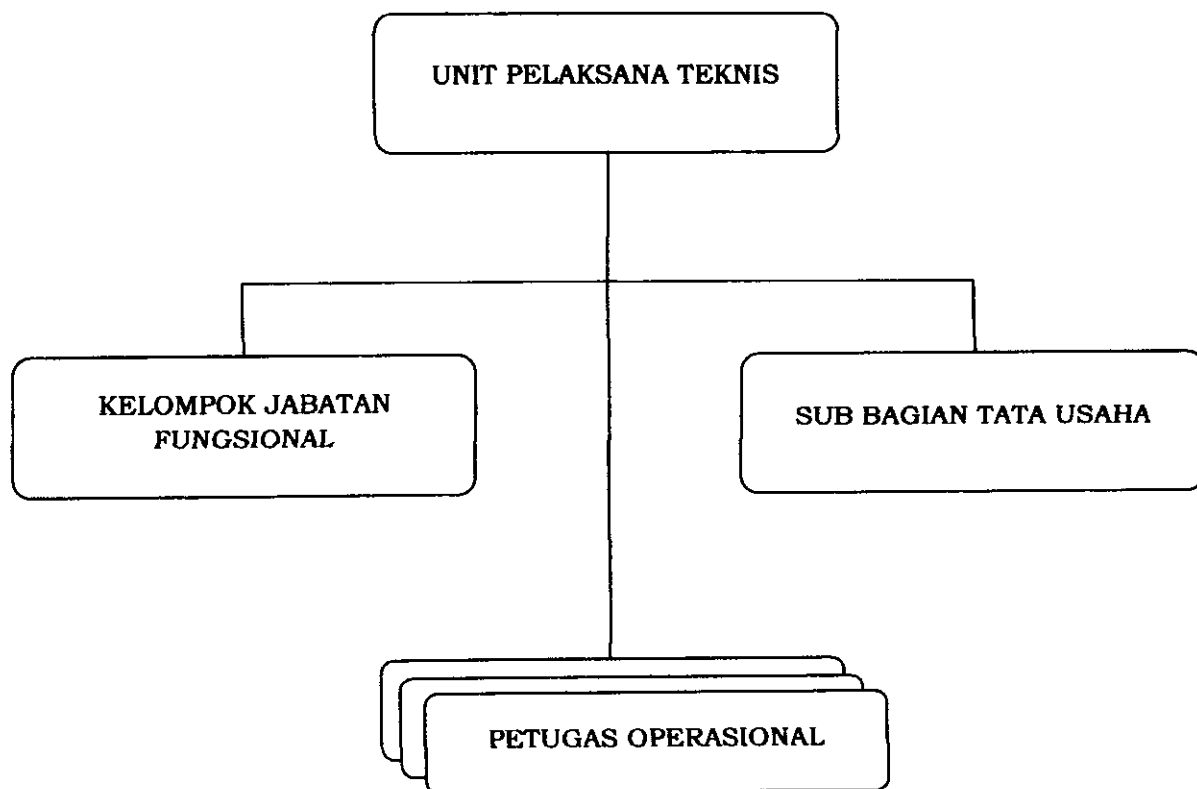 UNIT PELAKSANA TEKNIS
KELOMPOK JABATAN
FUNGSIONAL
SUB BAGIAN TATA USAHA
PETUGAS OPERASIONAL